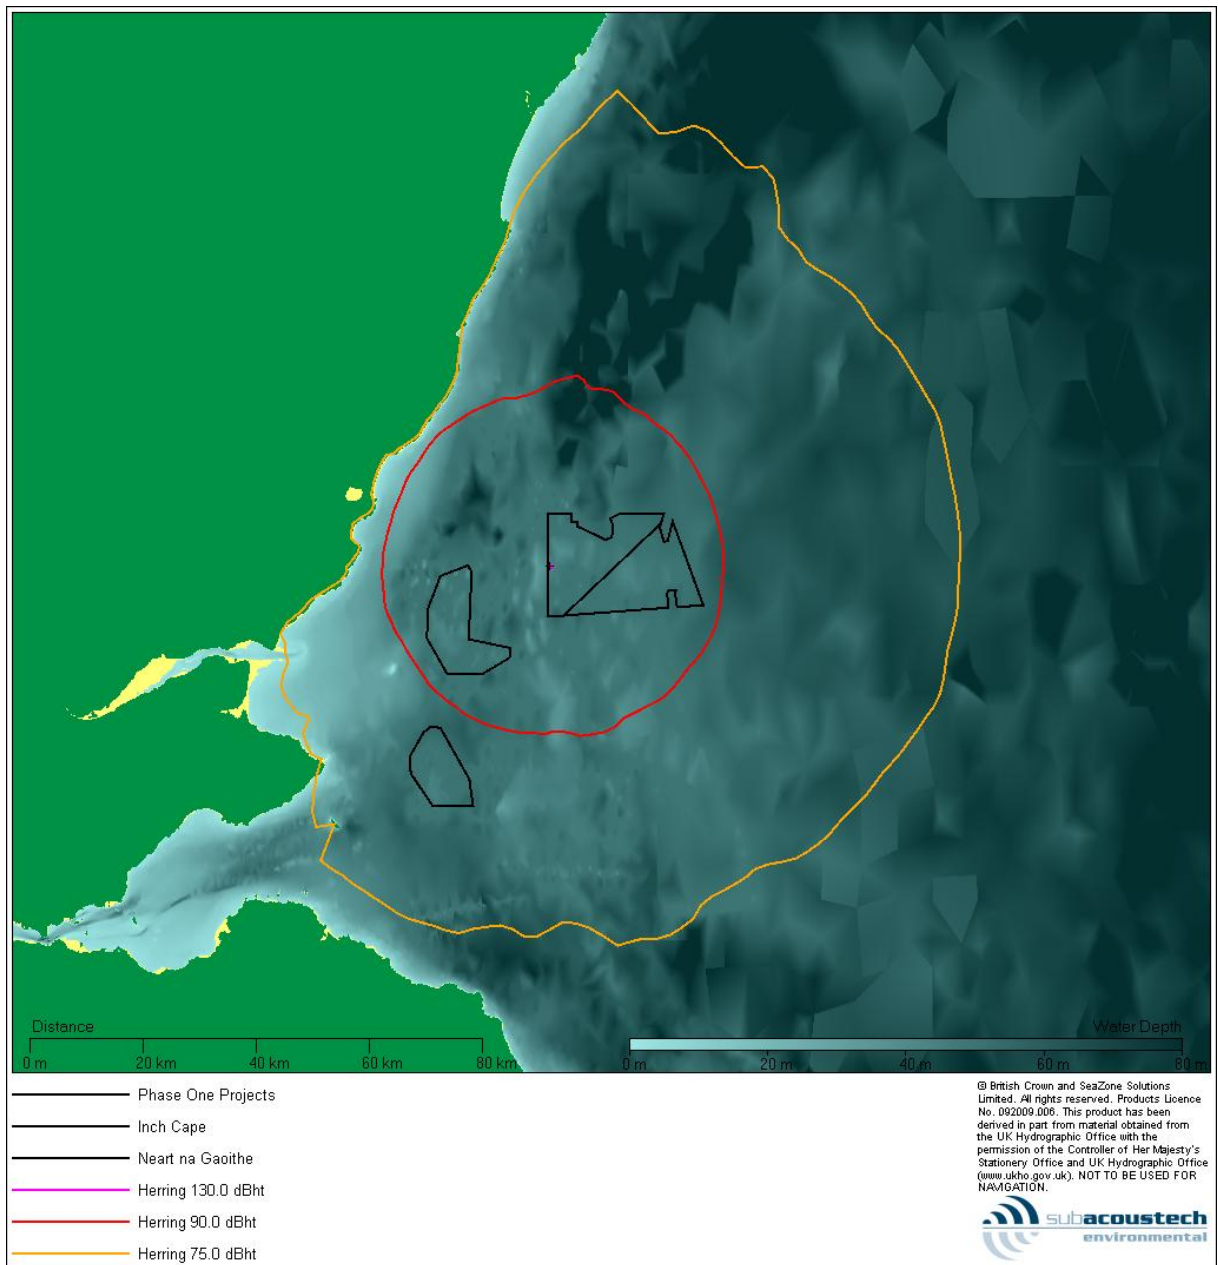 Distance
0 m 20 km 40 km 60 km 80 km
Water Depth
0 m 20 m 40 m 60 m 80 m
Phase One Projects
Inch Cape
Neart na Gaoithe
Herring 130.0 dBht
Herring 90.0 dBht
Herring 75.0 dBht
© British Crown and SeaZone Solutions
Limited. All rights reserved. Products Licence
No. 092009.006. This product has been
derived in part from material obtained from
the UK Hydrographic Office with the
permission of the Controller of Her Majesty's
Stationery Office and UK Hydrographic Office
(www.ukho.gov.uk). NOT TO BE USED FOR
NAVIGATION.
subacoustech
environmental